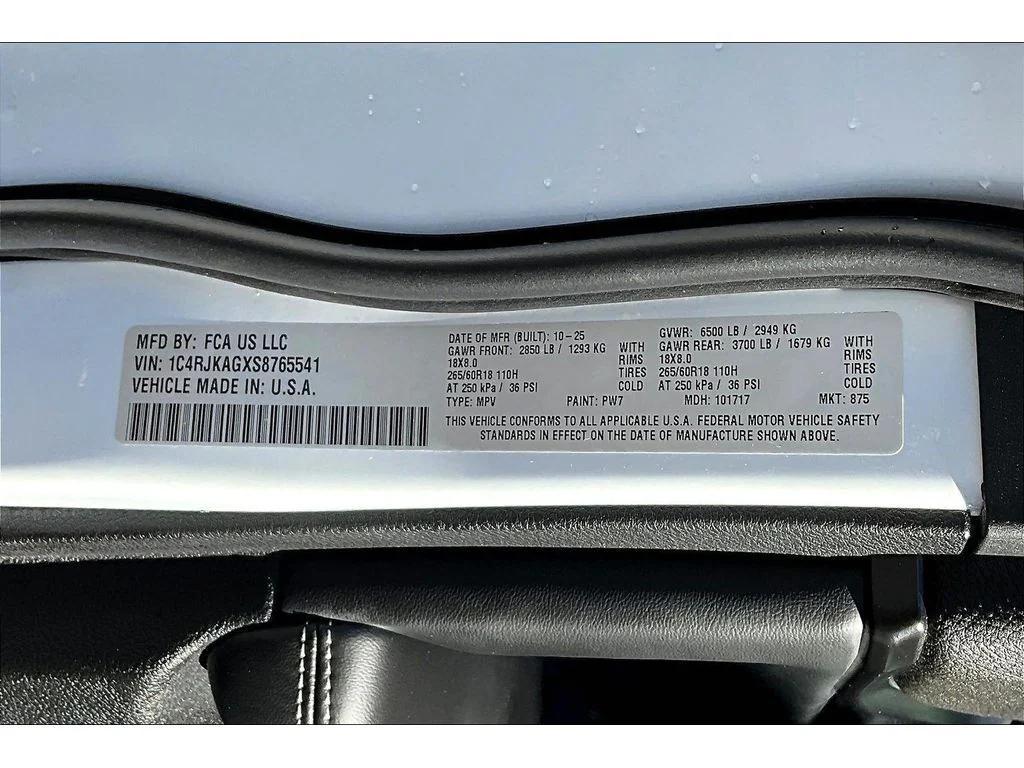 MFD BY: FCA US LLC
VIN: 1C4RJKAGXS8765541
VEHICLE MADE IN: U.S.A.
DATE OF MFR (BUILT): 10-25 GVWR: 6500 LB / 2949 KG
GAWR FRONT: 2850 LB / 1293 KG WITH GAWR REAR: 3700 LB / 1679 KG WITH
18X8.0 RIMS 18X8.0 RIMS
265/60R18 110H TIRES 265/60R18 110H TIRES
AT 250 kPa / 36 PSI COLD AT 250 kPa / 36 PSI COLD
TYPE: MPV PAINT: PW7 MDH: 101717 MKT: 875
THIS VEHICLE CONFORMS TO ALL APPLICABLE U.S.A. FEDERAL MOTOR VEHICLE SAFETY
STANDARDS IN EFFECT ON THE DATE OF MANUFACTURE SHOWN ABOVE.